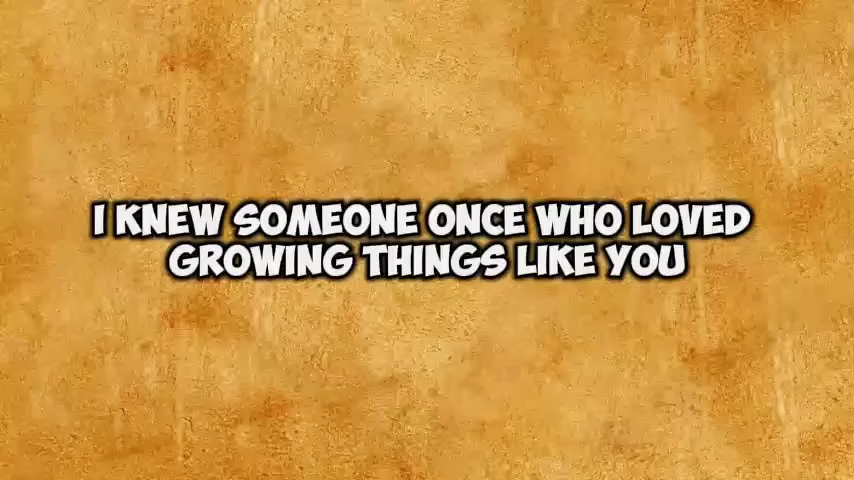 I KNEW SOMEONE ONCE WHO LOVED
GROWING THINGS LIKE YOU